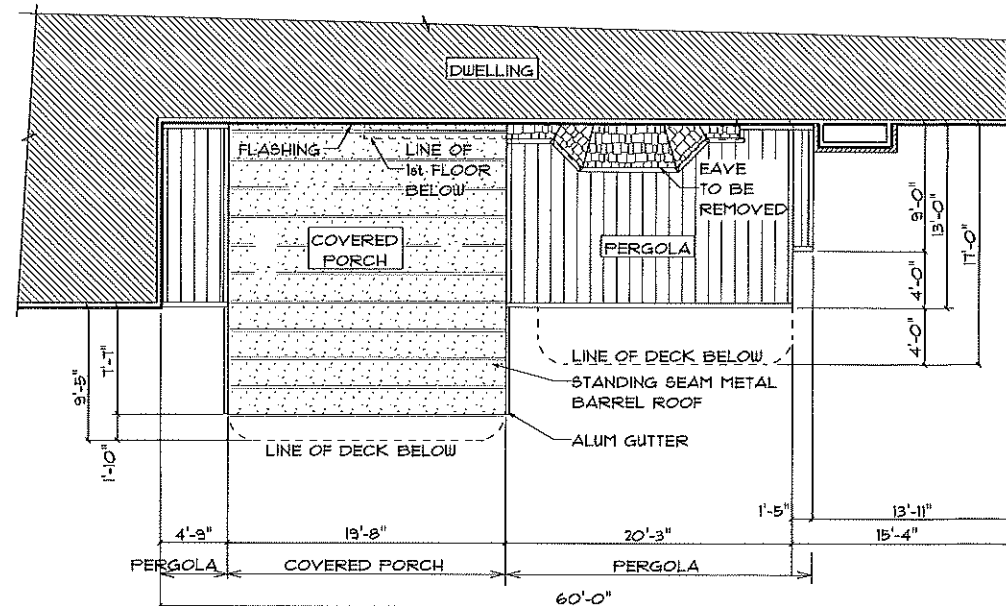 DWELLING
FLASHING
LINE OF
1st FLOOR
BELOW
EAVE
TO BE
REMOVED
COVERED
PORCH
PERGOLA
9'-0"
13'-0"
17'-0"
4'-0"
4'-0"
LINE OF DECK BELOW
STANDING SEAM METAL
BARREL ROOF
ALUM GUTTER
7'-7"
9'-5"
1'-10"
LINE OF DECK BELOW
4'-9"
19'-8"
20'-3"
1'-5"
13'-11"
15'-4"
PERGOLA
COVERED PORCH
PERGOLA
60'-0"